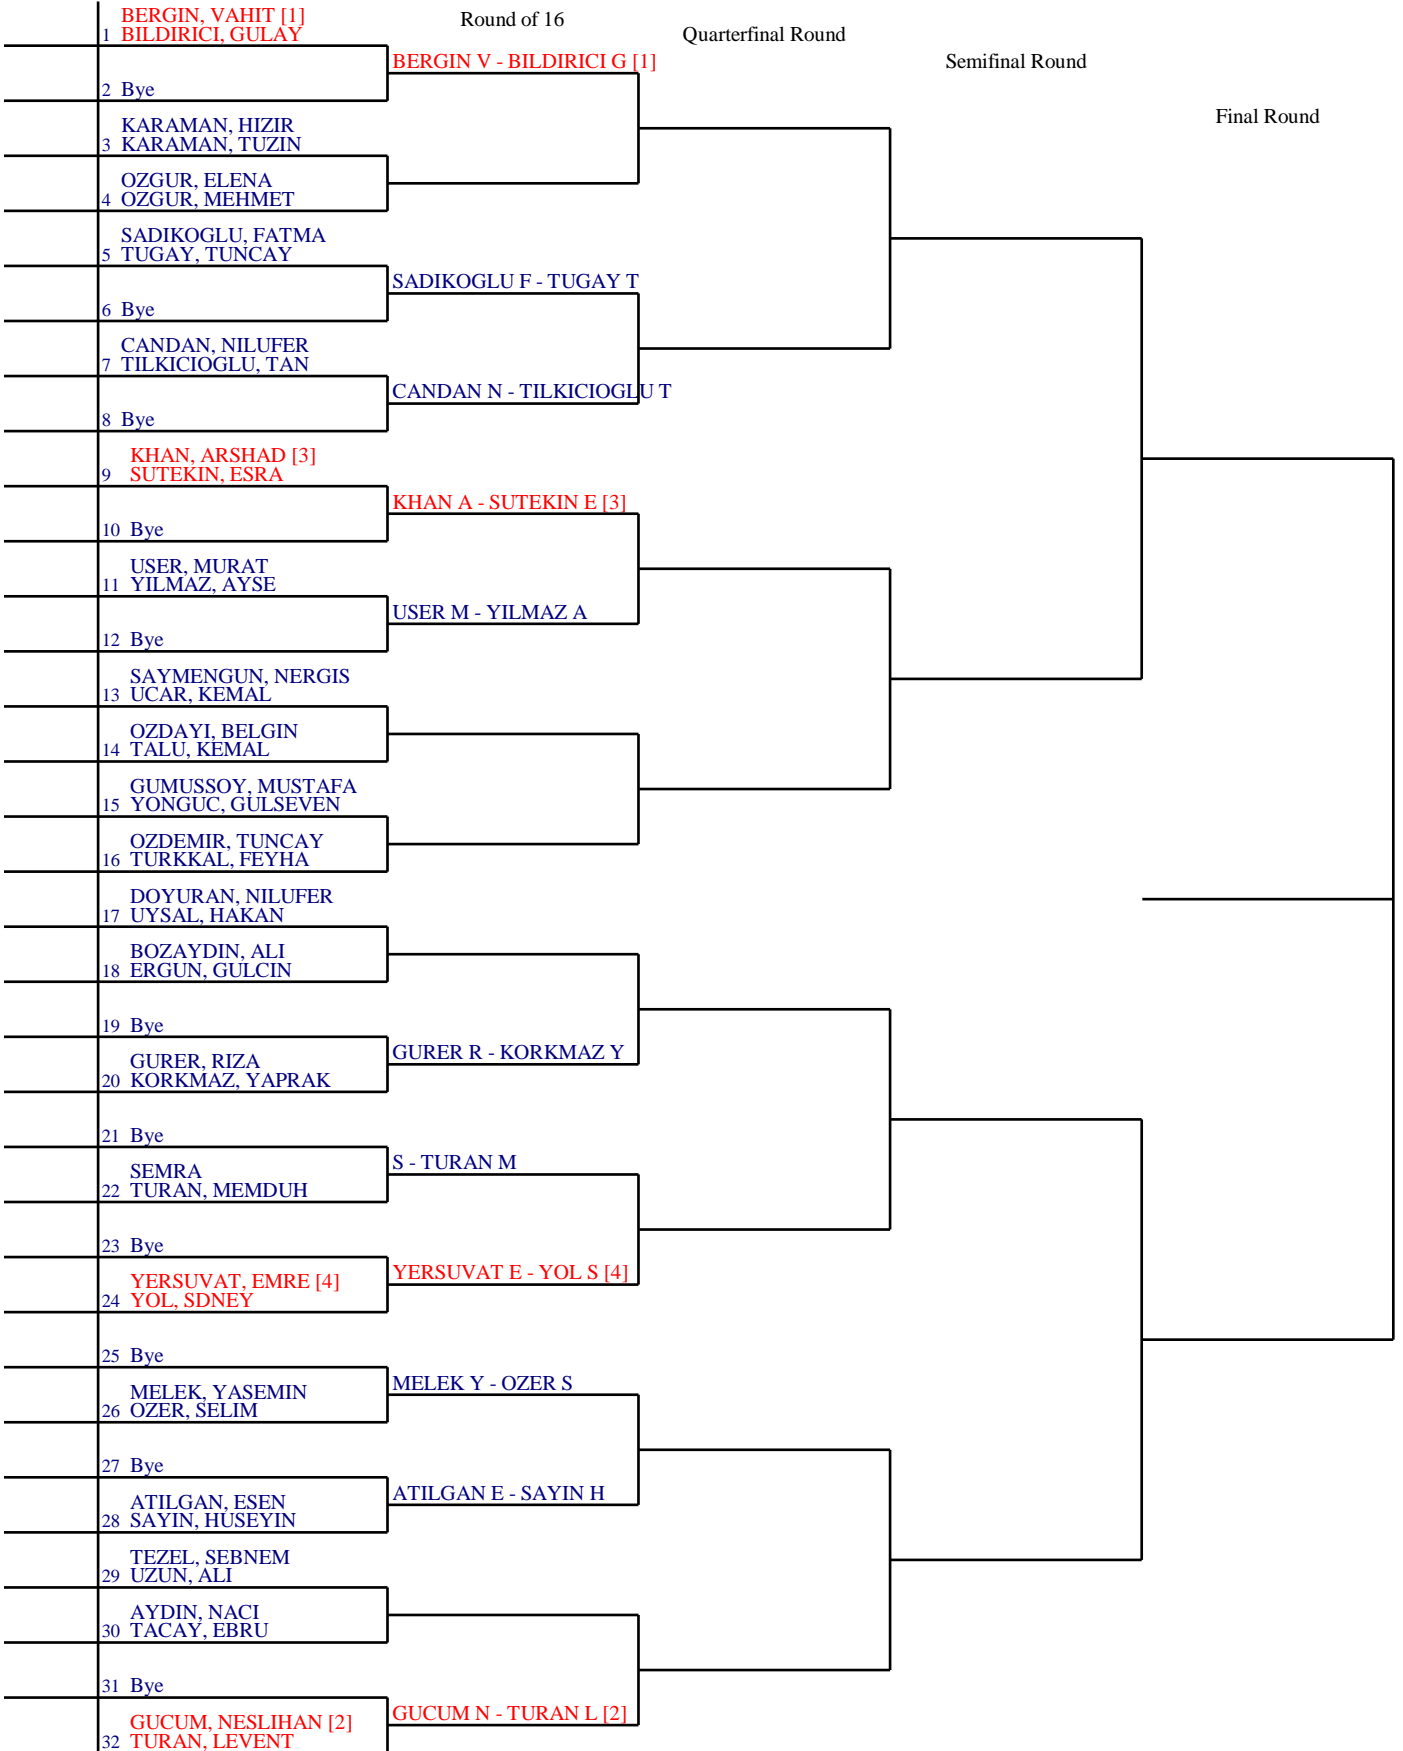 BERGIN, VAHIT [1]
1 BILDIRICI, GULAY
2 Bye
KARAMAN, HIZIR
3 KARAMAN, TUZIN
OZGUR, ELENA
4 OZGUR, MEHMET
SADIKOGLU, FATMA
5 TUGAY, TUNCAY
6 Bye
CANDAN, NILUFER
7 TILKICIOGLU, TAN
8 Bye
KHAN, ARSHAD [3]
9 SUTEKIN, ESRA
10 Bye
USER, MURAT
11 YILMAZ, AYSE
12 Bye
SAYMENGUN, NERGIS
13 UCAR, KEMAL
OZDAYI, BELGIN
14 TALU, KEMAL
GUMUSSOY, MUSTAFA
15 YONGUC, GULSEVEN
OZDEMIR, TUNCAY
16 TURKKAL, FEYHA
DOYURAN, NILUFER
17 UYSAL, HAKAN
BOZAYDIN, ALI
18 ERGUN, GULCIN
19 Bye
GURER, RIZA
20 KORKMAZ, YAPRAK
21 Bye
SEMRA
22 TURAN, MEMDUH
23 Bye
YERSUVAT, EMRE [4]
24 YOL, SDNEY
25 Bye
MELEK, YASEMIN
26 OZER, SELIM
27 Bye
ATILGAN, ESEN
28 SAYIN, HUSEYIN
TEZEL, SEBNEM
29 UZUN, ALI
AYDIN, NACI
30 TACAY, EBRU
31 Bye
GUCUM, NESLIHAN [2]
32 TURAN, LEVENT
Round of 16
BERGIN V - BILDIRICI G [1]
SADIKOGLU F - TUGAY T
CANDAN N - TILKICIOGLU T
KHAN A - SUTEKIN E [3]
USER M - YILMAZ A
GURER R - KORKMAZ Y
S - TURAN M
YERSUVAT E - YOL S [4]
MELEK Y - OZER S
ATILGAN E - SAYIN H
GUCUM N - TURAN L [2]
Quarterfinal Round
Semifinal Round
Final Round